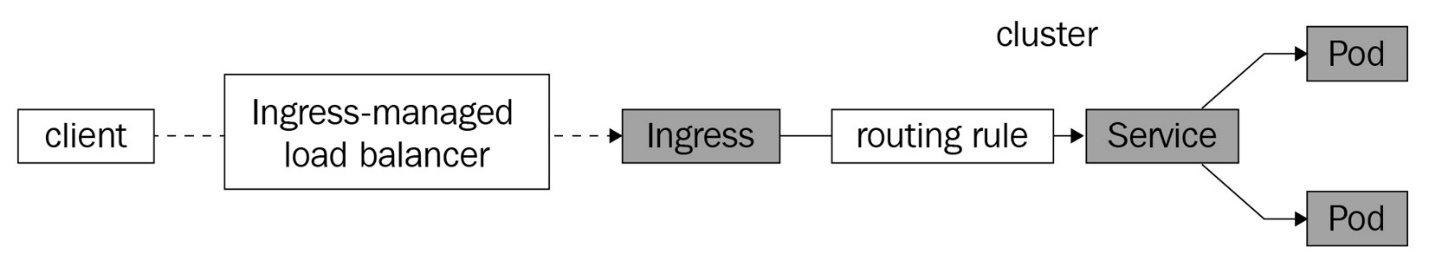 cluster
client
Ingress-managed
load balancer
Ingress
routing rule
Service
Pod
Pod